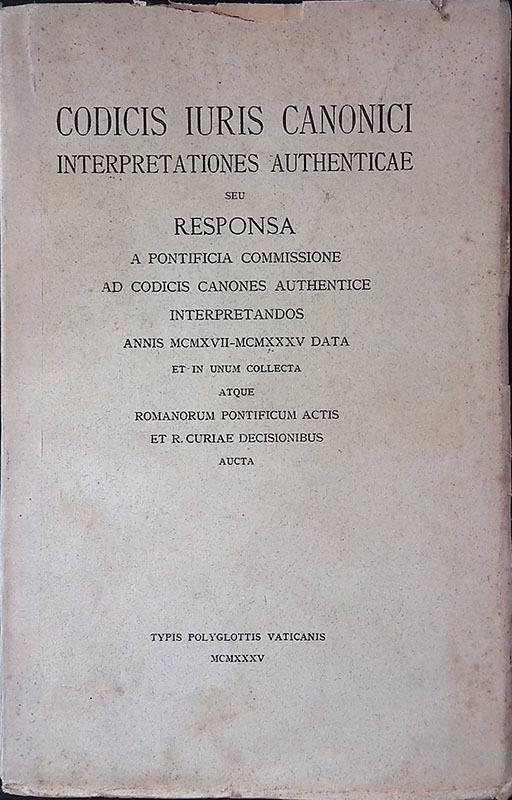 CODICIS IURIS CANONICI
INTERPRETATIONES AUTHENTICAE
SEU
RESPONSA
A PONTIFICIA COMMISSIONE
AD CODICIS CANONES AUTHENTICE
INTERPRETANDOS
ANNIS MCMXVII-MCMXXXV DATA
ET IN UNUM COLLECTA
ATQUE
ROMANORUM PONTIFICUM ACTIS
ET R. CURIAE DECISIONIBUS
AUCTA
TYPIS POLYGLOTTIS VATICANIS
MCMXXXV